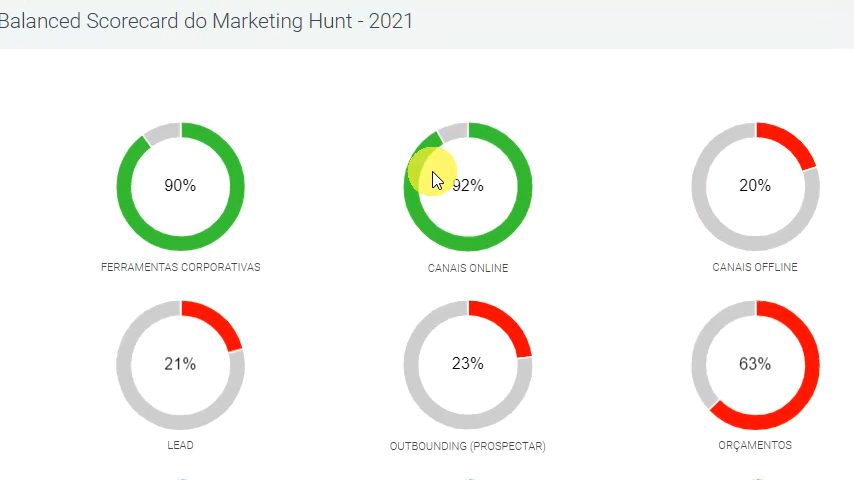 Balanced Scorecard do Marketing Hunt - 2021
90%
92%
20%
FERRAMENTAS CORPORATIVAS
CANAIS ONLINE
CANAIS OFFLINE
21%
23%
63%
LEAD
OUTBOUNDING (PROSPECTAR)
ORÇAMENTOS